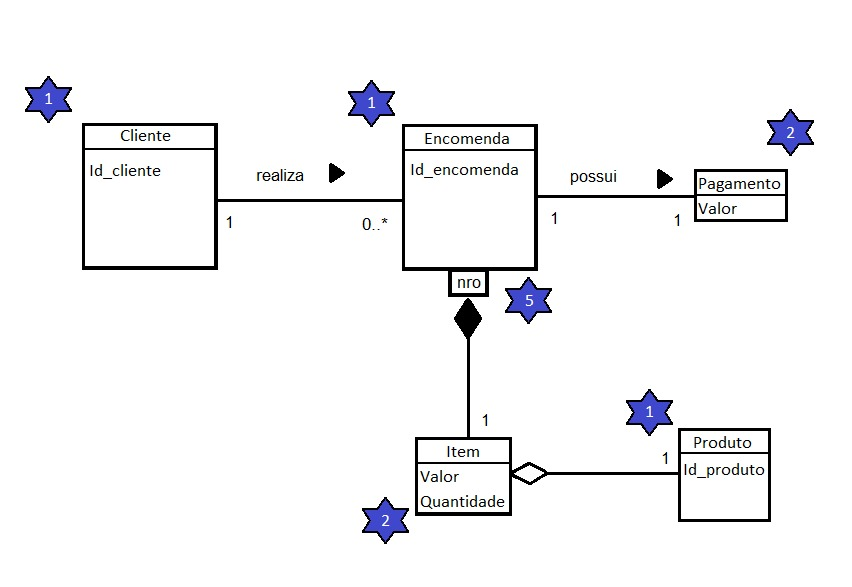 1
Cliente
Id_cliente
realiza
1
0..*
1
Encomenda
Id_encomenda
possui
1
1
2
Pagamento
Valor
nro
5
1
Item
Valor
Quantidade
2
1
1
Produto
Id_produto